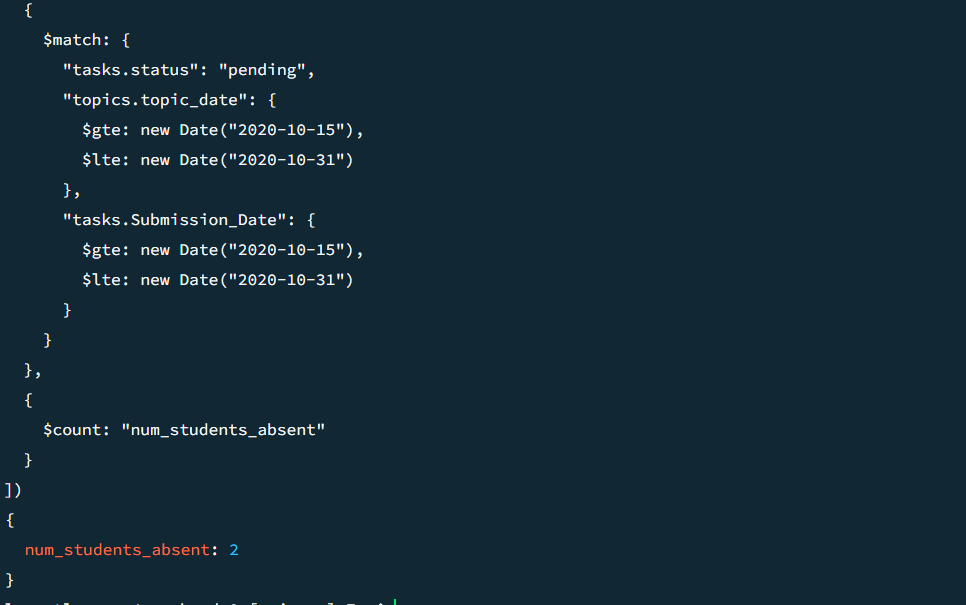 {
$match: {
"tasks.status": "pending",
"topics.topic_date": {
$gte: new Date("2020-10-15"),
$lte: new Date("2020-10-31")
},
"tasks.Submission_Date": {
$gte: new Date("2020-10-15"),
$lte: new Date("2020-10-31")
}
}
},
{
$count: "num_students_absent"
}
])
{
num_students_absent: 2
}